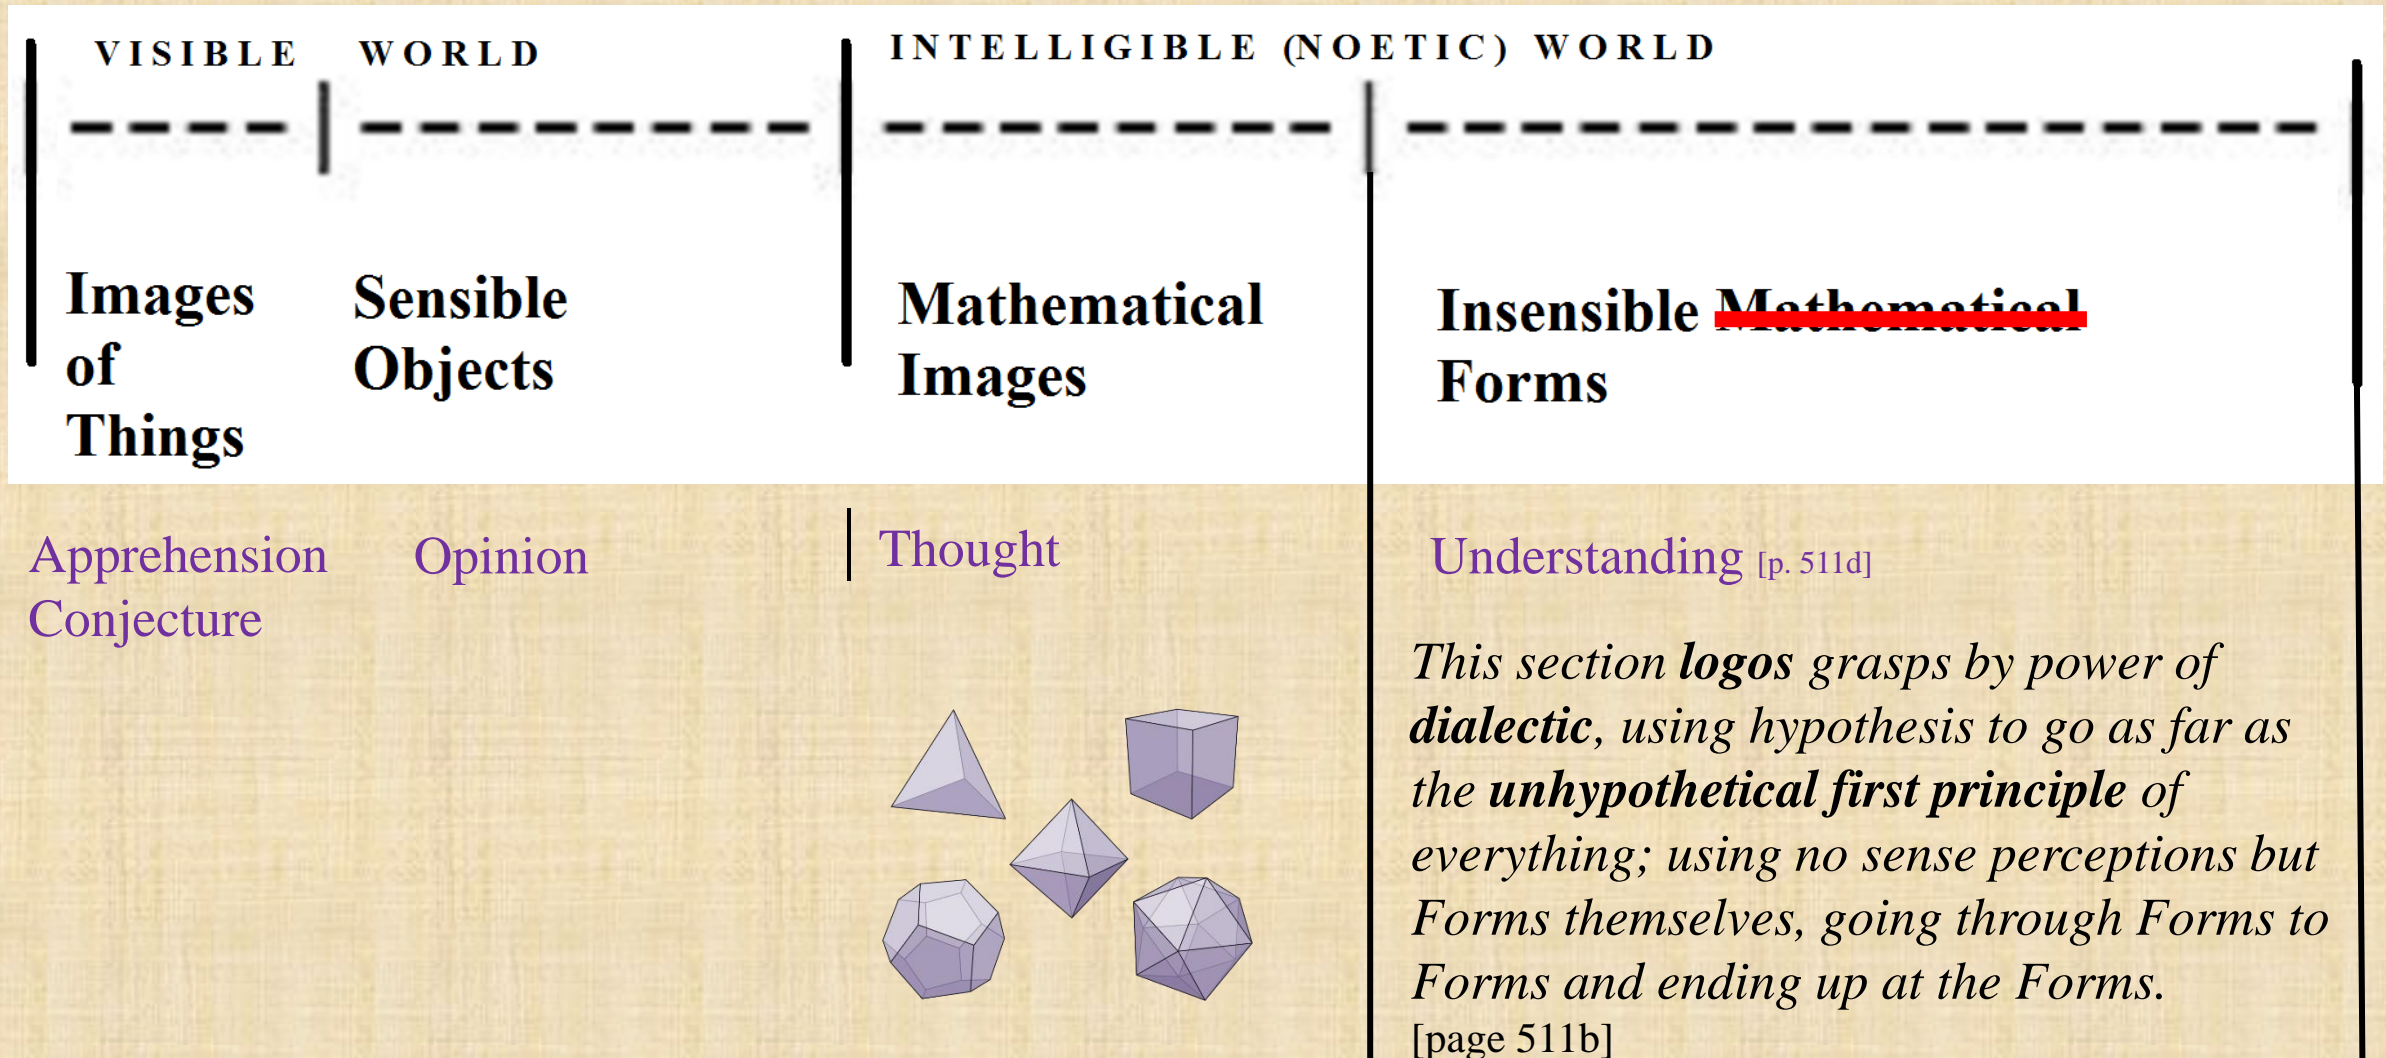 VISIBLE WORLD
INTELLIGIBLE (NOETIC) WORLD
Images
of
Things
Sensible
Objects
Mathematical
Images
Insensible Mathematical
Forms
Apprehension
Conjecture
Opinion
Thought
Understanding [p. 511d]
This section logos grasps by power of
dialectic, using hypothesis to go as far as
the unhypothetical first principle of
everything; using no sense perceptions but
Forms themselves, going through Forms to
Forms and ending up at the Forms.
[page 511b]